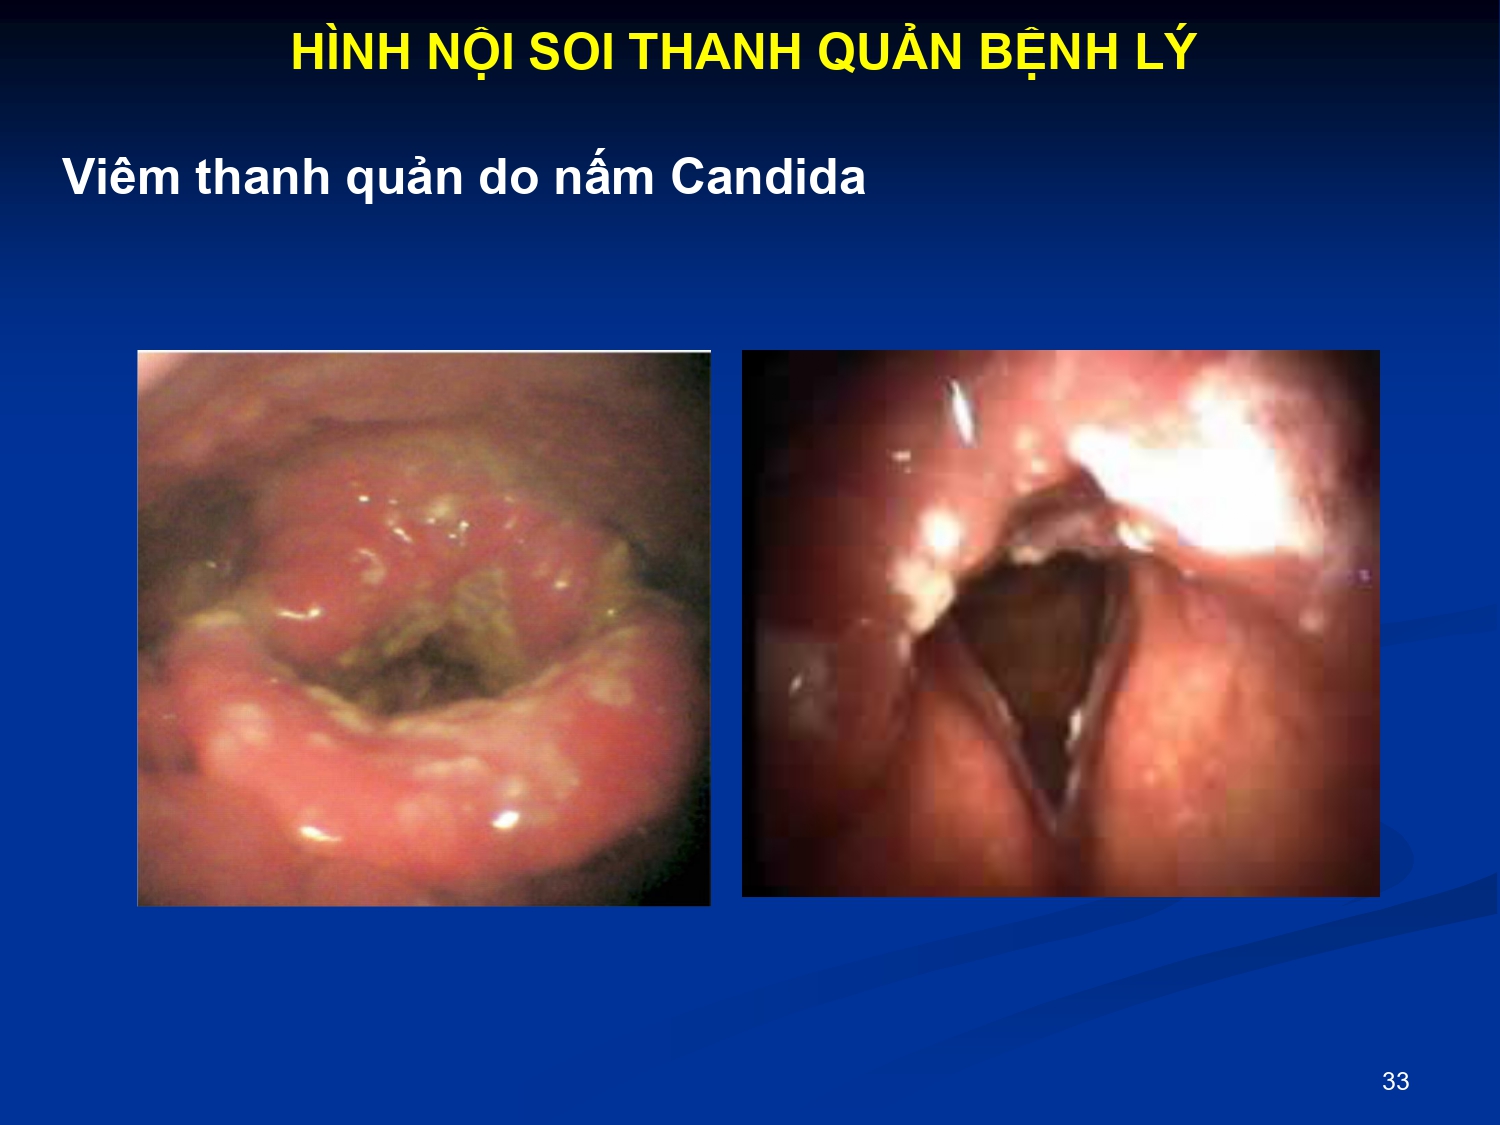 HÌNH NỘI SOI THANH QUẢN BỆNH LÝ
Viêm thanh quản do nấm Candida
33